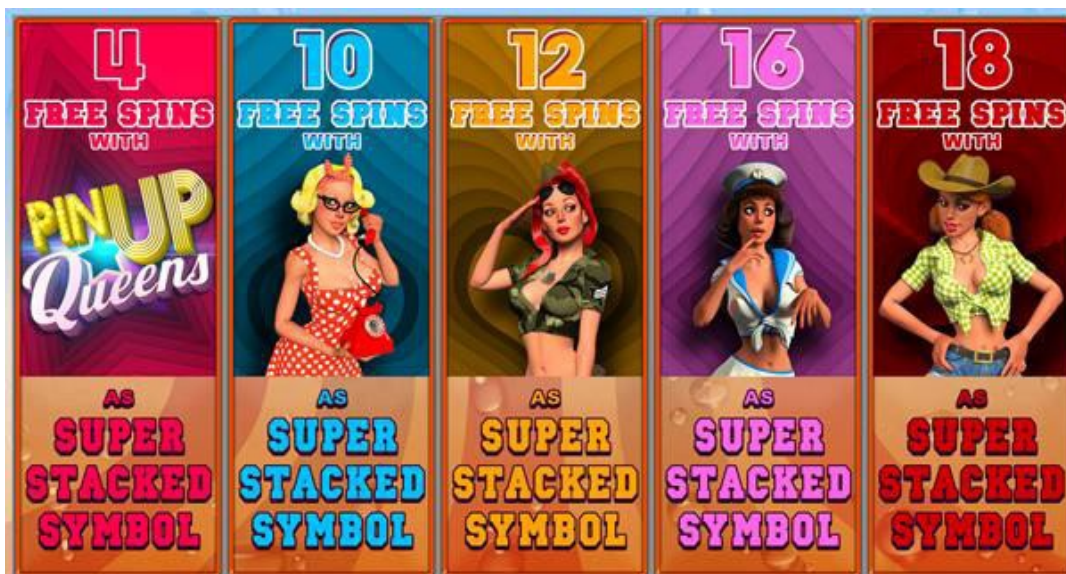 4
FREE SPINS
WITH
PIN UP
Queens
AS
SUPER
STACKED
SYMBOL
10
FREE SPINS
WITH
AS
SUPER
STACKED
SYMBOL
12
FREE SPINS
WITH
AS
SUPER
STACKED
SYMBOL
16
FREE SPINS
WITH
AS
SUPER
STACKED
SYMBOL
18
FREE SPINS
WITH
AS
SUPER
STACKED
SYMBOL